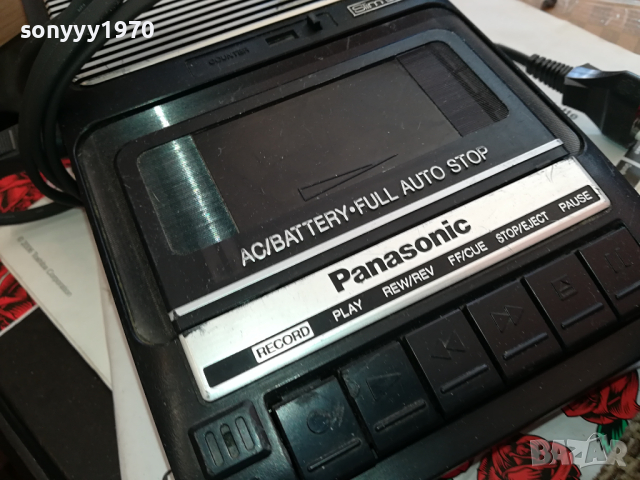 sonyyy1970
AC/BATTERY•FULL AUTO STOP
Panasonic
RECORD PLAY REW/REV FF/CUE STOP/EJECT PAUSE
BAZAR